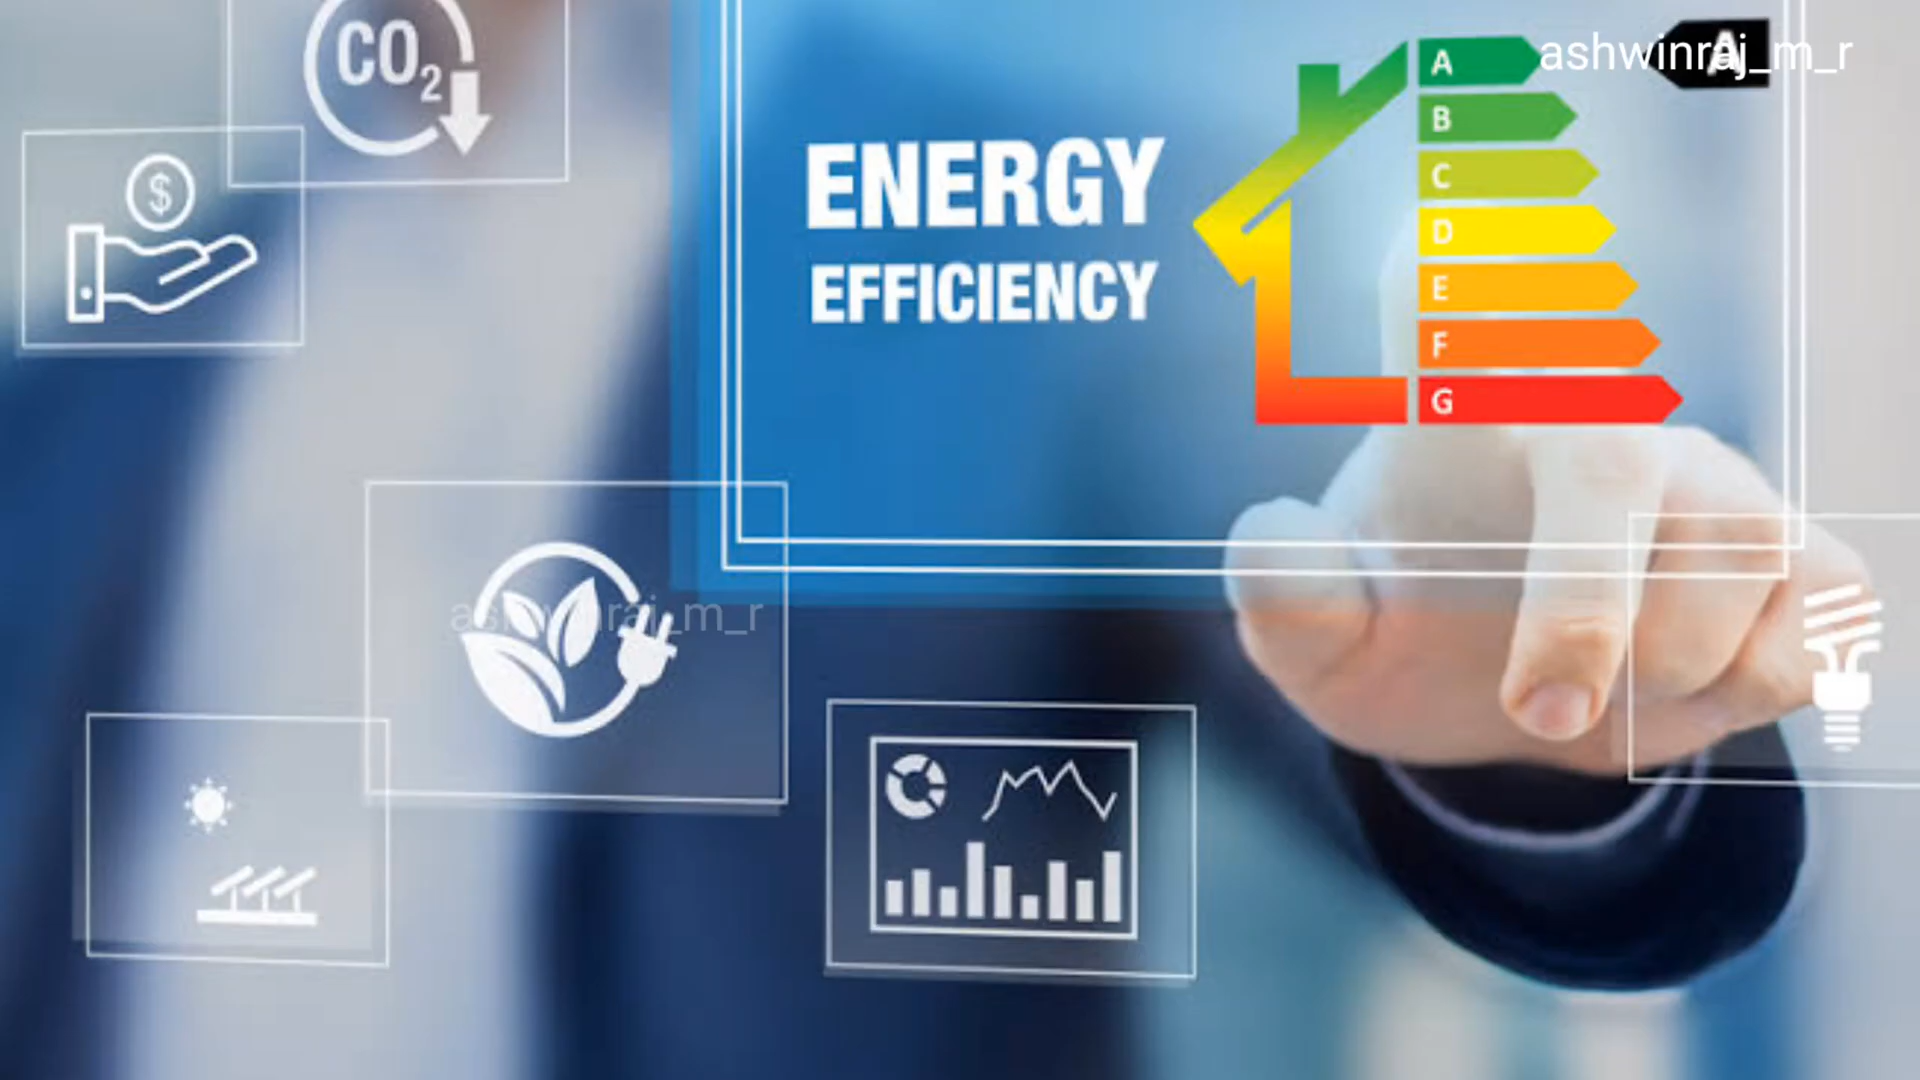 CO2
$
ENERGY
EFFICIENCY
A
B
C
D
E
F
G
A
ashwinraj_m_r
ashwinraj_m_r